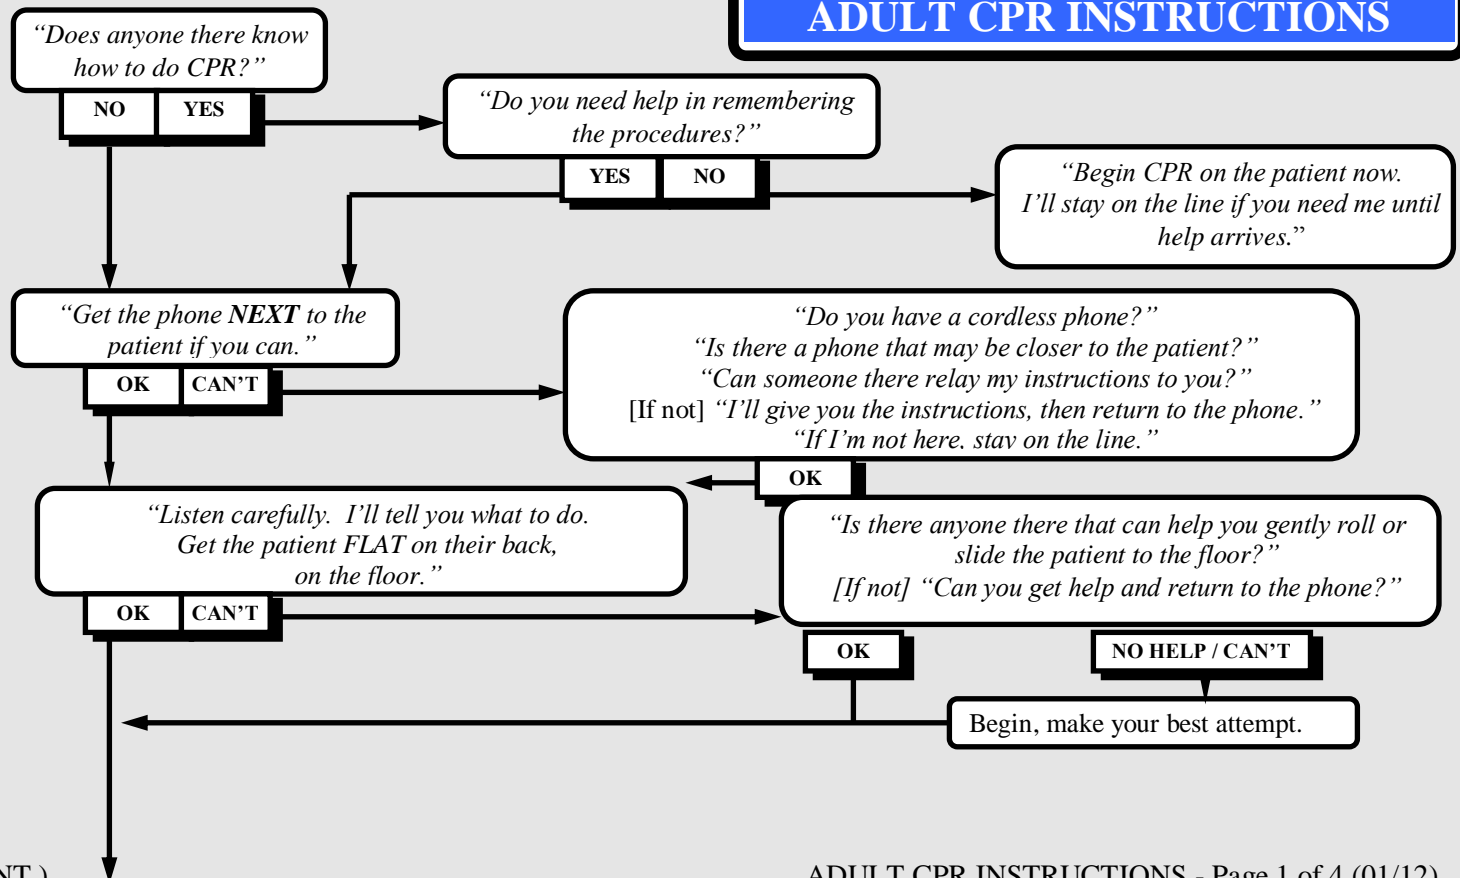 ADULT CPR INSTRUCTIONS
“Does anyone there know
how to do CPR?”
NO YES
“Do you need help in remembering
the procedures?”
YES NO
“Begin CPR on the patient now.
I’ll stay on the line if you need me until
help arrives.”
“Get the phone NEXT to the
patient if you can.”
OK CAN’T
“Do you have a cordless phone?”
“Is there a phone that may be closer to the patient?”
“Can someone there relay my instructions to you?”
[If not] “I’ll give you the instructions, then return to the phone.”
“If I’m not here, stay on the line.”
OK
“Listen carefully. I’ll tell you what to do.
Get the patient FLAT on their back,
on the floor.”
OK CAN’T
“Is there anyone there that can help you gently roll or
slide the patient to the floor?”
[If not] “Can you get help and return to the phone?”
OK
NO HELP / CAN’T
Begin, make your best attempt.
NT.)
ADULT CPR INSTRUCTIONS - Page 1 of 4 (01/12)